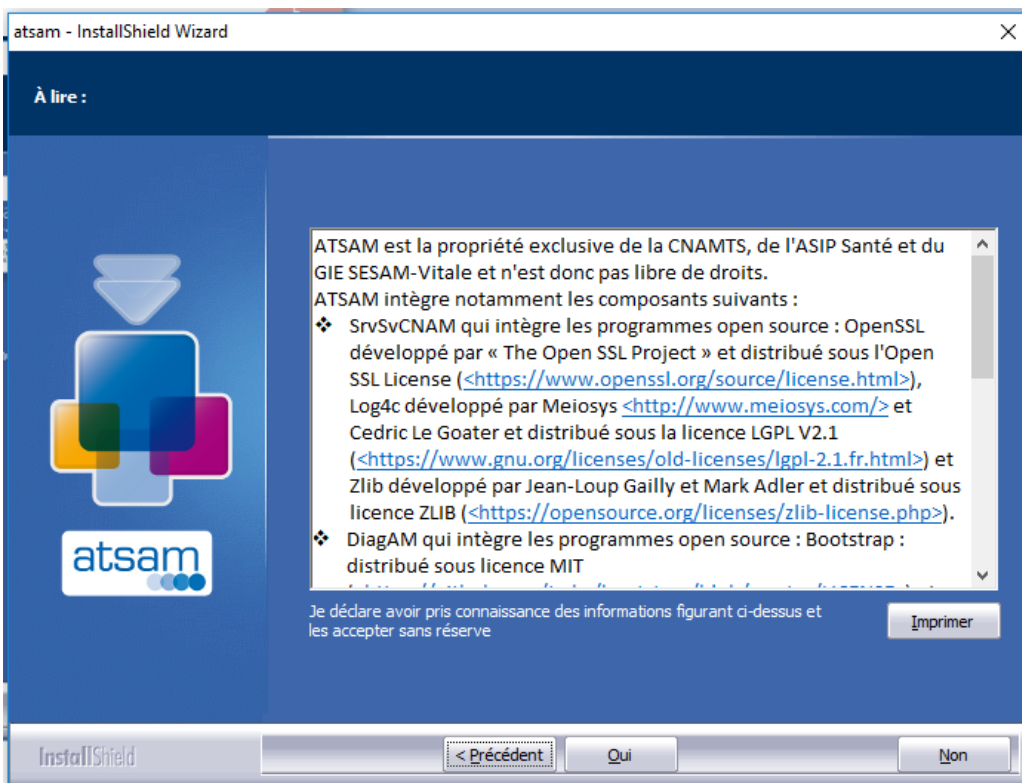 atsam - InstallShield Wizard
À lire :
ATSAM est la propriété exclusive de la CNAMTS, de l'ASIP Santé et du
GIE SESAM-Vitale et n'est donc pas libre de droits.
ATSAM intègre notamment les composants suivants :
❖ SrvSvCNAM qui intègre les programmes open source : OpenSSL
développé par « The Open SSL Project » et distribué sous l'Open
SSL License (<https://www.openssl.org/source/license.html>),
Log4c développé par Meiosys <http://www.meiosys.com/> et
Cedric Le Goater et distribué sous la licence LGPL V2.1
(<https://www.gnu.org/licenses/old-licenses/lgpl-2.1.fr.html>) et
Zlib développé par Jean-Loup Gailly et Mark Adler et distribué sous
licence ZLIB (<https://opensource.org/licenses/zlib-license.php>).
❖ DiagAM qui intègre les programmes open source : Bootstrap :
distribué sous licence MIT
atsam
Je déclare avoir pris connaissance des informations figurant ci-dessus et
les accepter sans réserve
Imprimer
InstallShield
< Précédent
Oui
Non